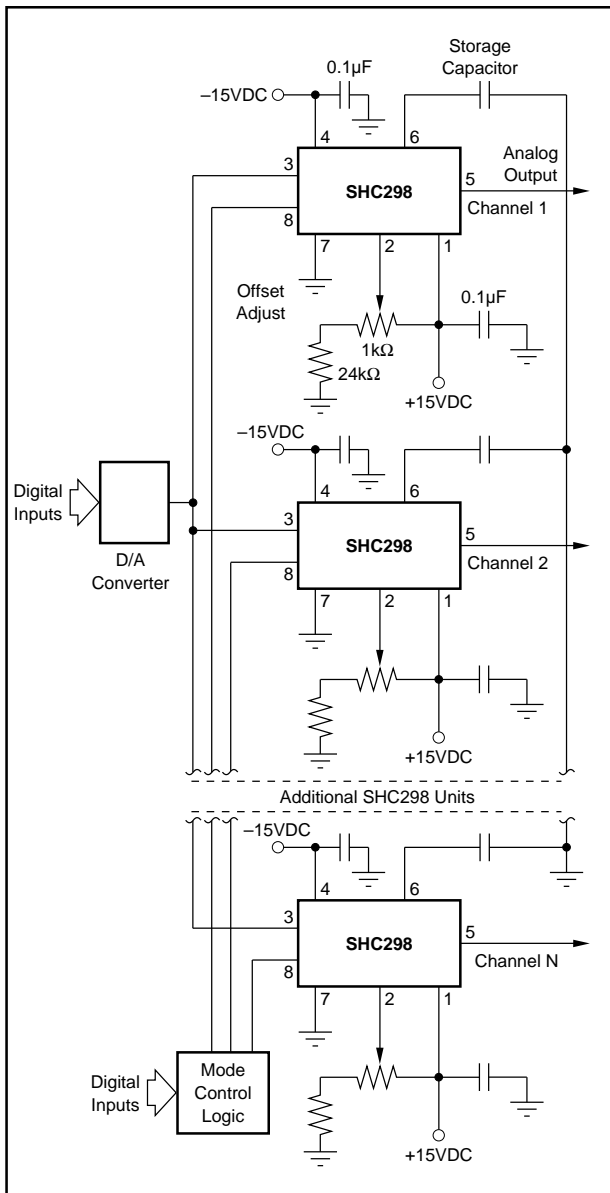 Storage
Capacitor
0.1µF
–15VDC
4
6
3
Analog
Output
5
SHC298
8
Channel 1
7
2
1
Offset
Adjust
0.1µF
1kΩ
24kΩ
+15VDC
–15VDC
4
6
Digital
Inputs
3
5
SHC298
D/A
Converter
8
Channel 2
7
2
1
+15VDC
Additional SHC298 Units
–15VDC
4
6
3
5
SHC298
8
Channel N
7
2
1
Digital
Inputs
Mode
Control
Logic
+15VDC